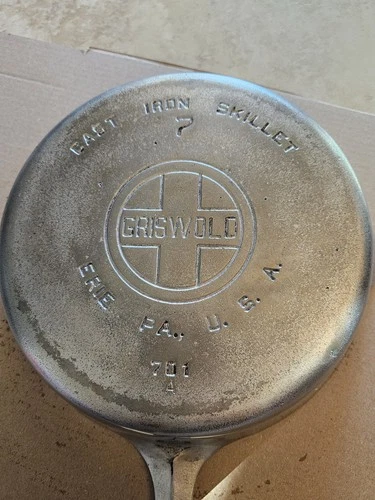 CAST IRON SKILLET
7
GRISWOLD
ERIE PA., U. S. A.
701
A